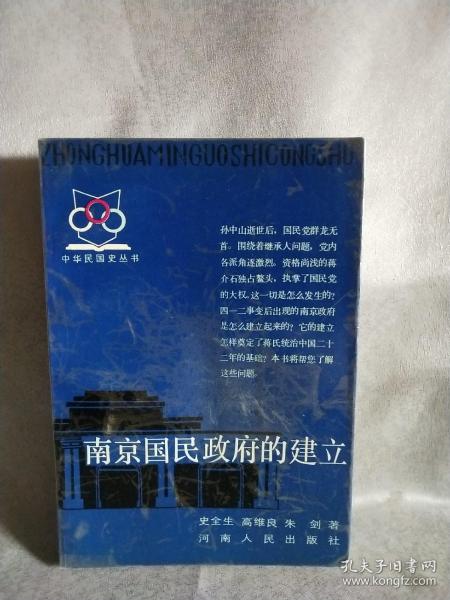 ZHONGHUAMINGUOSHICONGSHU
中华民国史丛书
孙中山逝世后，国民党群龙无
首。围绕着继承人问题，党内
各派角逐激烈。资格尚浅的蒋
介石独占鳌头，执掌了国民党
的大权。这一切是怎么发生的？
四一二事变后出现的南京政府
是怎么建立起来的？它的建立
怎样奠定了蒋氏统治中国二十
二年的基础？本书将帮您了解
这些问题。
南京国民政府的建立
史全生 高维良 朱 剑 著
河南人民出版社
孔夫子旧书网
www.kongfz.com